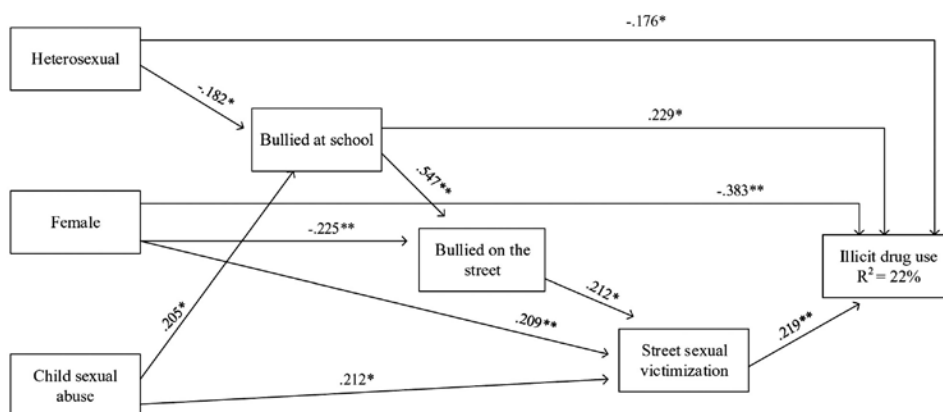 -.176*
Heterosexual
-.182*
Bullied at school
.229*
.547**
-.383**
Female
-.225**
Bullied on the
street
Illicit drug use
R² = 22%
.212*
.205*
.209**
.219**
Street sexual
victimization
Child sexual
abuse
.212*